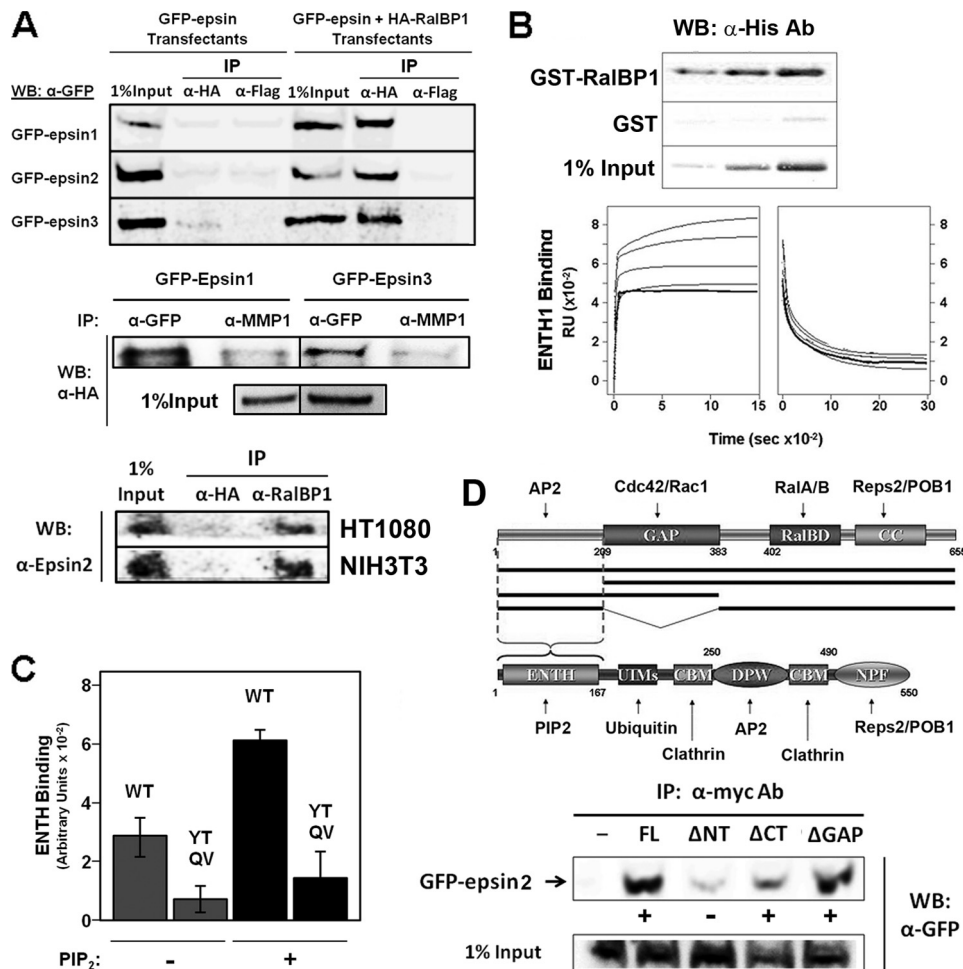 A
GFP-epsin Transfectants
GFP-epsin + HA-RalBP1 Transfectants
IP IP
WB: α-GFP 1%Input α-HA α-Flag 1%Input α-HA α-Flag
GFP-epsin1
GFP-epsin2
GFP-epsin3
GFP-Epsin1 GFP-Epsin3
IP: α-GFP α-MMP1 α-GFP α-MMP1
WB: α-HA
1%Input
1% Input
IP
α-HA α-RalBP1
WB: α-Epsin2
HT1080
NIH3T3
B
WB: α-His Ab
GST-RalBP1
GST
1% Input
ENTH1 Binding
RU (x10-2)
8 6 4 2 0
8 6 4 2 0
0 5 10 15 0 10 20 30
Time (sec x10-2)
C
ENTH Binding
(Arbitrary Units x 10-2)
8 6 4 2 0
WT
YT QV
WT
YT QV
PIP2: - +
D
AP2 Cdc42/Rac1 RalA/B Reps2/POB1
GAP RalBD CC
1 209 383 402 655
250 490
ENTH UIMs CBM DPW CBM NPF
1 167 550
PIP2 Ubiquitin AP2 Reps2/POB1
Clathrin Clathrin
IP: α-myc Ab
– FL ΔNT ΔCT ΔGAP
GFP-epsin2
+ - + +
1% Input
WB: α-GFP